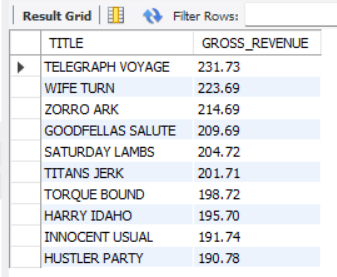 Result Grid Filter Rows:
TITLE GROSS_REVENUE
TELEGRAPH VOYAGE 231.73
WIFE TURN 223.69
ZORRO ARK 214.69
GOODFELLAS SALUTE 209.69
SATURDAY LAMBS 204.72
TITANS JERK 201.71
TORQUE BOUND 198.72
HARRY IDAHO 195.70
INNOCENT USUAL 191.74
HUSTLER PARTY 190.78